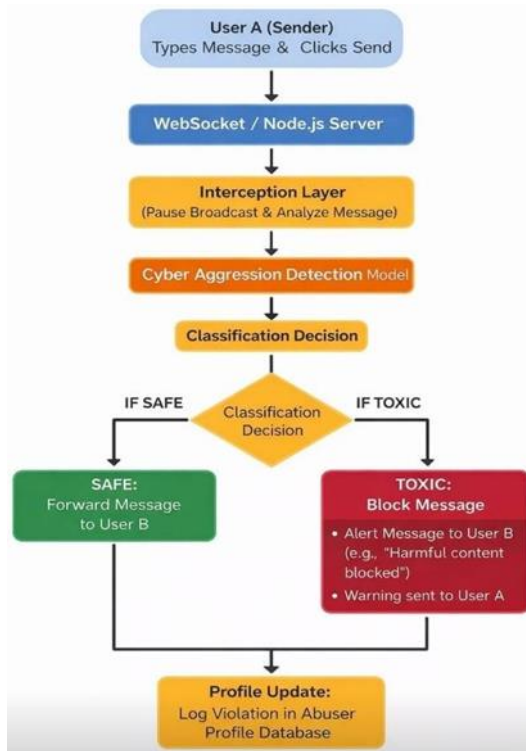 User A (Sender)
Types Message & Clicks Send
WebSocket / Node.js Server
Interception Layer
(Pause Broadcast & Analyze Message)
Cyber Aggression Detection Model
Classification Decision
IF SAFE
IF TOXIC
Classification
Decision
SAFE:
Forward Message
to User B
TOXIC:
Block Message
• Alert Message to User B
(e.g., "Harmful content
blocked")
• Warning sent to User A
Profile Update:
Log Violation in Abuser
Profile Database